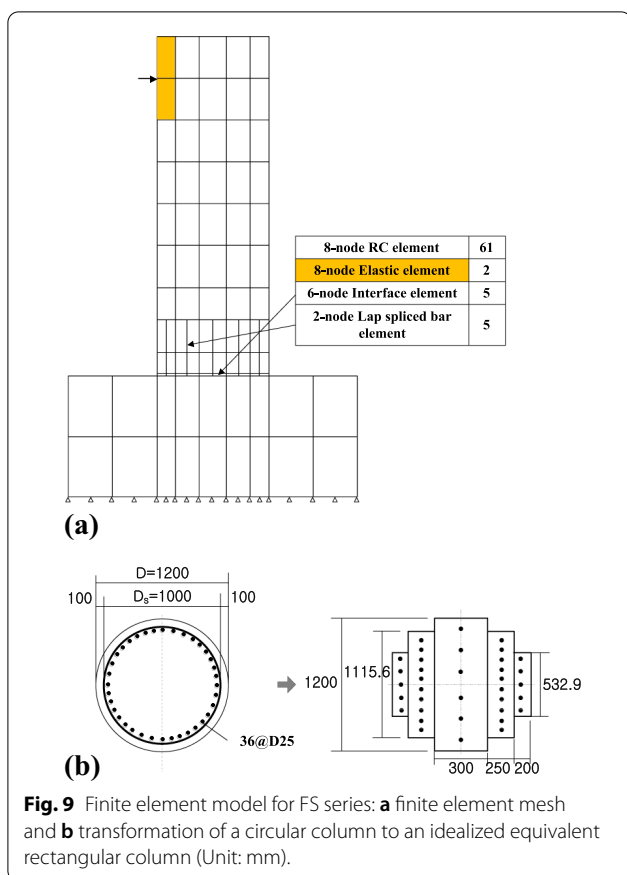 8-node RC element 61
8-node Elastic element 2
6-node Interface element 5
2-node Lap spliced bar
element 5
(a)
D=1200
100 Dₛ=1000 100
36@D25
(b)
1200
1115.6
532.9
300 250 200
Fig. 9 Finite element model for FS series: a finite element mesh
and b transformation of a circular column to an idealized equivalent
rectangular column (Unit: mm).